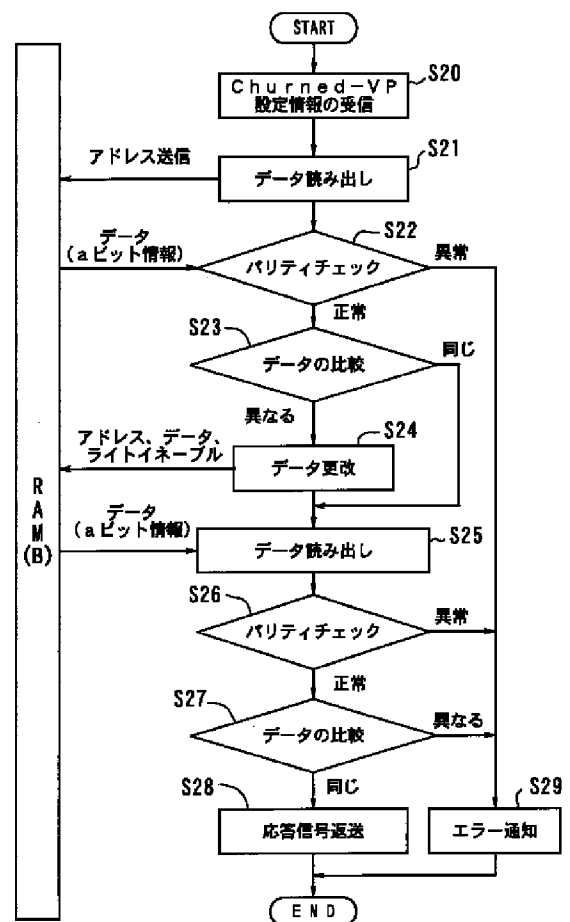 START
Churned-VP
設定情報の受信
S20
アドレス送信
データ読み出し
S21
データ
(aビット情報)
パリティチェック
S22
異常
正常
S23
データの比較
同じ
異なる
アドレス、データ、
ライトイネーブル
データ更改
S24
RAM(B)
データ
(aビット情報)
データ読み出し
S25
S26
パリティチェック
異常
正常
S27
データの比較
異なる
同じ
S28
応答信号返送
S29
エラー通知
END